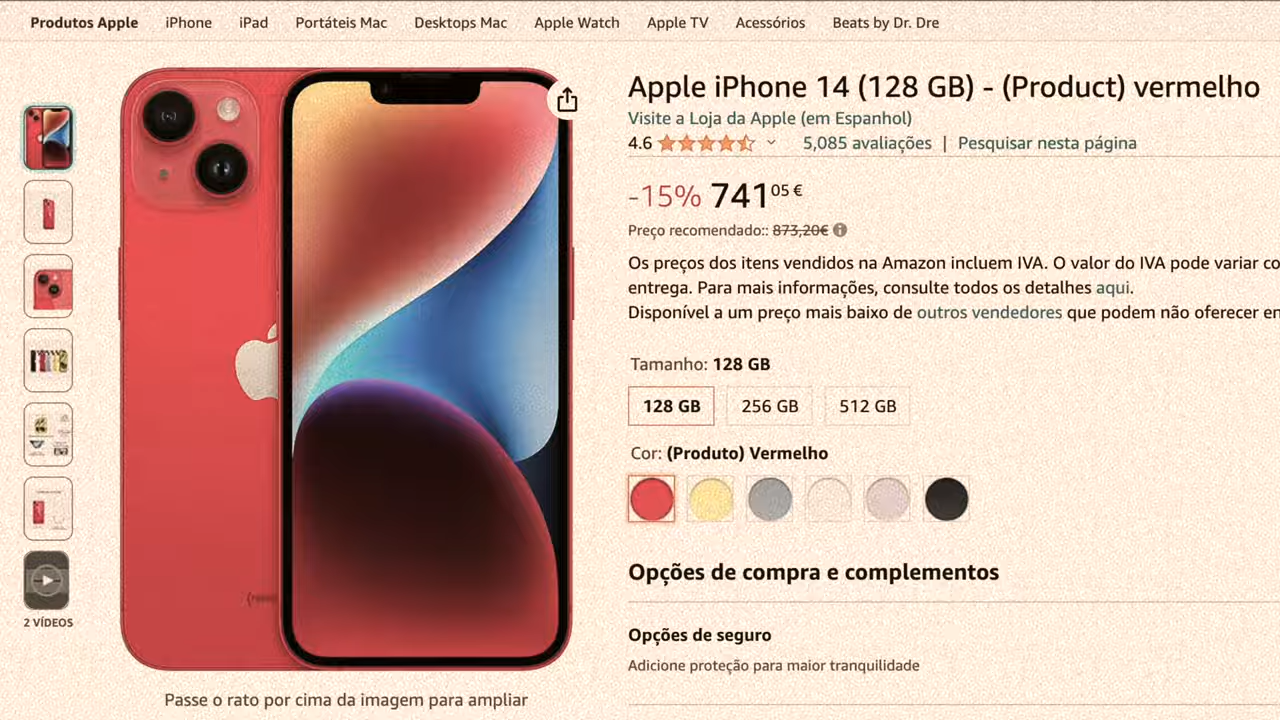 Produtos Apple iPhone iPad Portáteis Mac Desktops Mac Apple Watch Apple TV Acessórios Beats by Dr. Dre
Apple iPhone 14 (128 GB) - (Product) vermelho
Visite a Loja da Apple (em Espanhol)
4.6 5,085 avaliações | Pesquisar nesta página
-15% 741 05 €
Preço recomendado:: 873,20€
Os preços dos itens vendidos na Amazon incluem IVA. O valor do IVA pode variar co
entrega. Para mais informações, consulte todos os detalhes aqui.
Disponível a um preço mais baixo de outros vendedores que podem não oferecer en
Tamanho: 128 GB
128 GB 256 GB 512 GB
Cor: (Produto) Vermelho
Opções de compra e complementos
Opções de seguro
Adicione proteção para maior tranquilidade
2 VÍDEOS
Passe o rato por cima da imagem para ampliar